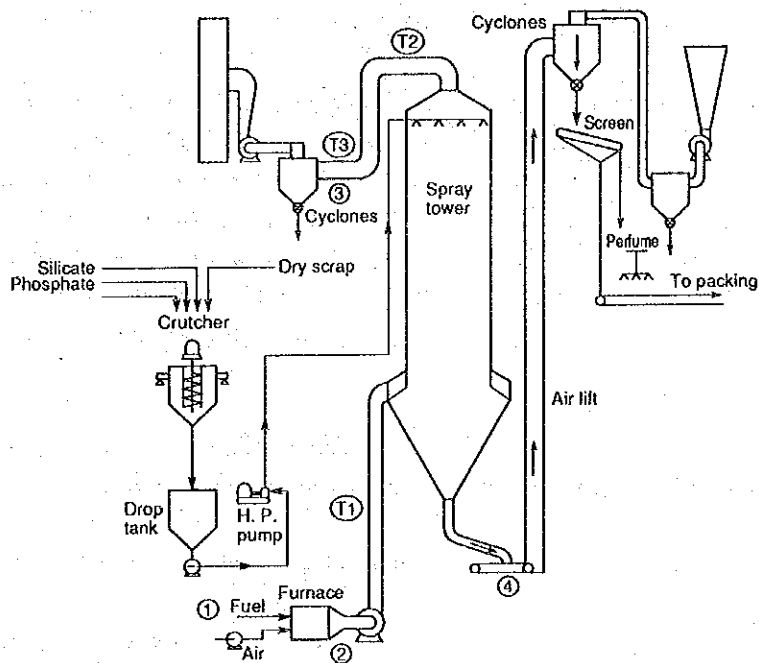 Cyclones
T2
T3
3
Cyclones
Screen
Spray
tower
Perfume
Silicate
Phosphate
Dry scrap
Crutcher
To packing
Air lift
T1
Drop
tank
H. P.
pump
4
1
Fuel
Furnace
Air
2